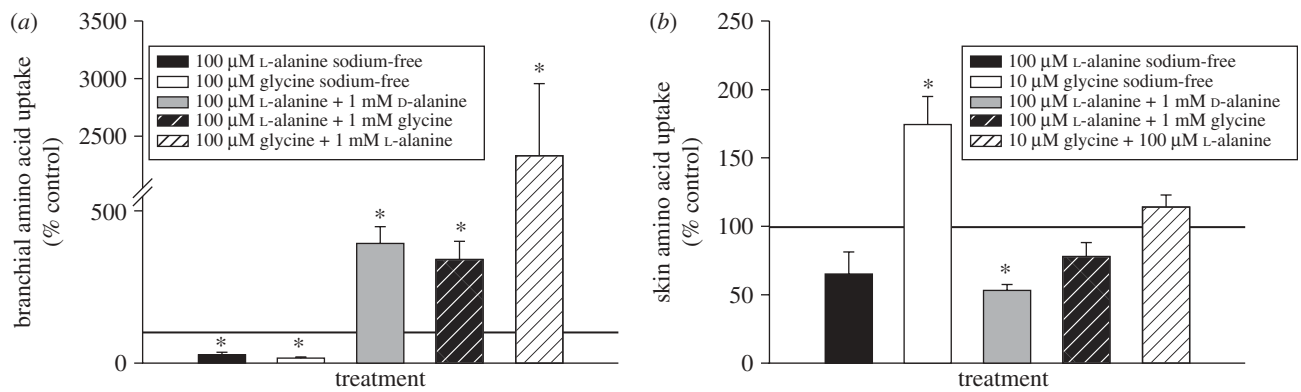 (a)
branchial amino acid uptake
(% control)
3500
3000
2500
500
0
100 μM L-alanine sodium-free
100 μM glycine sodium-free
100 μM L-alanine + 1 mM D-alanine
100 μM L-alanine + 1 mM glycine
100 μM glycine + 1 mM L-alanine
* * * * *
treatment
(b)
skin amino acid uptake
(% control)
250
200
150
100
50
0
100 μM L-alanine sodium-free
10 μM glycine sodium-free
100 μM L-alanine + 1 mM D-alanine
100 μM L-alanine + 1 mM glycine
10 μM glycine + 100 μM L-alanine
* *
treatment